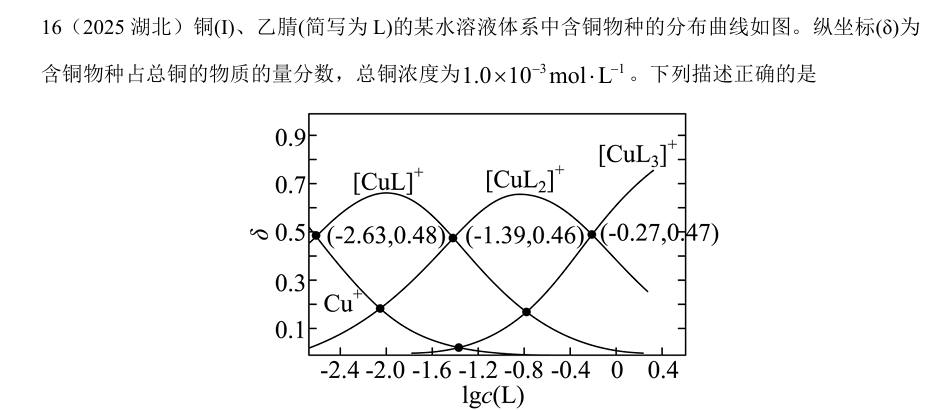 16（2025 湖北）铜(I)、乙腈(简写为 L)的某水溶液体系中含铜物种的分布曲线如图。纵坐标(δ)为
含铜物种占总铜的物质的量分数，总铜浓度为1.0×10⁻³mol·L⁻¹。下列描述正确的是
[CuL₃]⁺
[CuL]⁺ [CuL₂]⁺
0.9
0.7
0.5
0.3
0.1
δ
(-2.63,0.48) (-1.39,0.46) (-0.27,0.47)
Cu⁺
-2.4 -2.0 -1.6 -1.2 -0.8 -0.4 0 0.4
lgc(L)